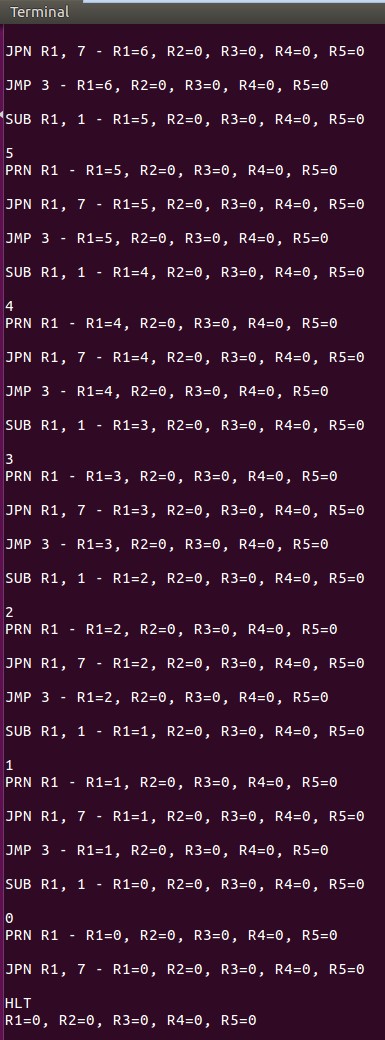 Terminal
JPN R1, 7 - R1=6, R2=0, R3=0, R4=0, R5=0
JMP 3 - R1=6, R2=0, R3=0, R4=0, R5=0
SUB R1, 1 - R1=5, R2=0, R3=0, R4=0, R5=0
5
PRN R1 - R1=5, R2=0, R3=0, R4=0, R5=0
JPN R1, 7 - R1=5, R2=0, R3=0, R4=0, R5=0
JMP 3 - R1=5, R2=0, R3=0, R4=0, R5=0
SUB R1, 1 - R1=4, R2=0, R3=0, R4=0, R5=0
4
PRN R1 - R1=4, R2=0, R3=0, R4=0, R5=0
JPN R1, 7 - R1=4, R2=0, R3=0, R4=0, R5=0
JMP 3 - R1=4, R2=0, R3=0, R4=0, R5=0
SUB R1, 1 - R1=3, R2=0, R3=0, R4=0, R5=0
3
PRN R1 - R1=3, R2=0, R3=0, R4=0, R5=0
JPN R1, 7 - R1=3, R2=0, R3=0, R4=0, R5=0
JMP 3 - R1=3, R2=0, R3=0, R4=0, R5=0
SUB R1, 1 - R1=2, R2=0, R3=0, R4=0, R5=0
2
PRN R1 - R1=2, R2=0, R3=0, R4=0, R5=0
JPN R1, 7 - R1=2, R2=0, R3=0, R4=0, R5=0
JMP 3 - R1=2, R2=0, R3=0, R4=0, R5=0
SUB R1, 1 - R1=1, R2=0, R3=0, R4=0, R5=0
1
PRN R1 - R1=1, R2=0, R3=0, R4=0, R5=0
JPN R1, 7 - R1=1, R2=0, R3=0, R4=0, R5=0
JMP 3 - R1=1, R2=0, R3=0, R4=0, R5=0
SUB R1, 1 - R1=0, R2=0, R3=0, R4=0, R5=0
0
PRN R1 - R1=0, R2=0, R3=0, R4=0, R5=0
JPN R1, 7 - R1=0, R2=0, R3=0, R4=0, R5=0
HLT
R1=0, R2=0, R3=0, R4=0, R5=0